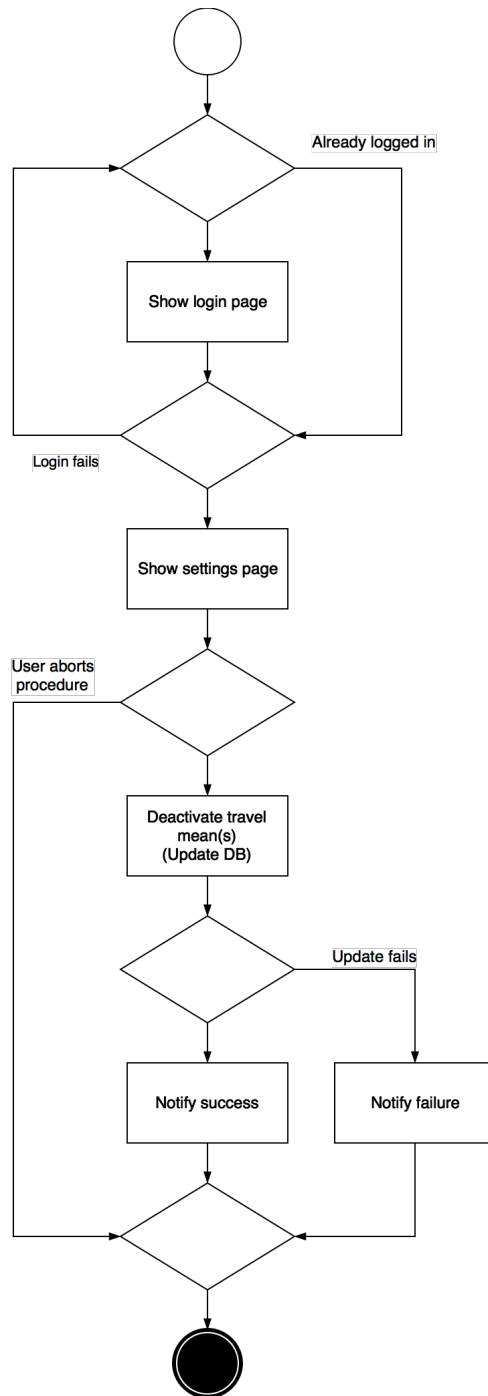 Already logged in
Show login page
Login fails
Show settings page
User aborts
procedure
Deactivate travel
mean(s)
(Update DB)
Update fails
Notify success
Notify failure